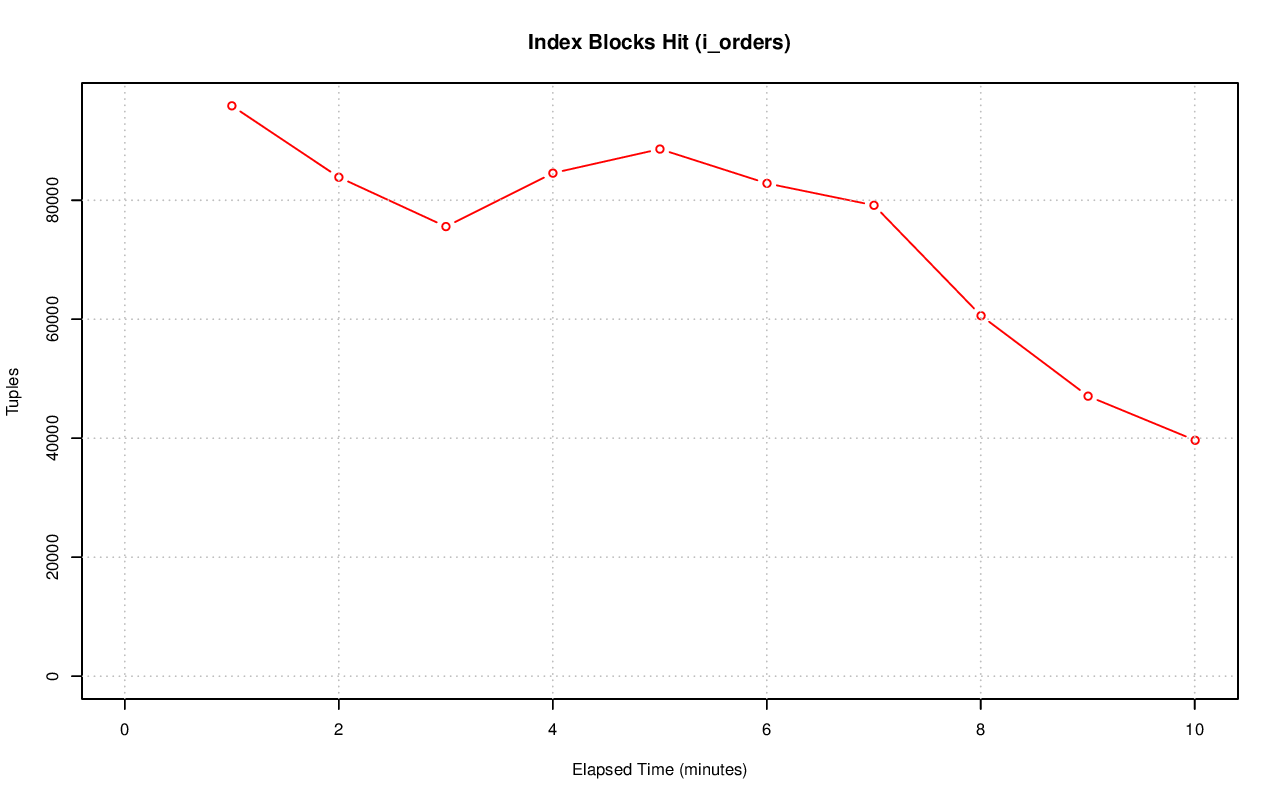 Index Blocks Hit (i_orders)
Tuples
80000
60000
40000
20000
0
0 2 4 6 8 10
Elapsed Time (minutes)